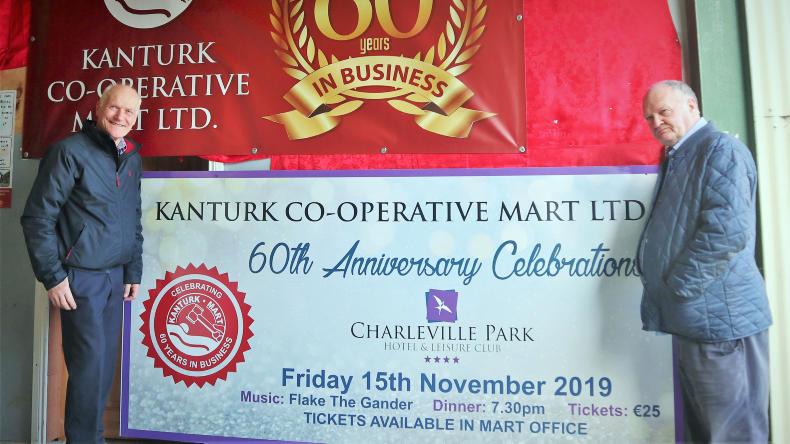 60
years
IN BUSINESS
KANTURK
CO-OPERATIVE
MART LTD.
KANTURK CO-OPERATIVE MART LTD
60th Anniversary Celebrations
CELEBRATING
KANTURK • MART
60 YEARS IN BUSINESS
CHARLEVILLE PARK
HOTEL & LEISURE CLUB
Friday 15th November 2019
Music: Flake The Gander Dinner: 7.30pm Tickets: €25
TICKETS AVAILABLE IN MART OFFICE